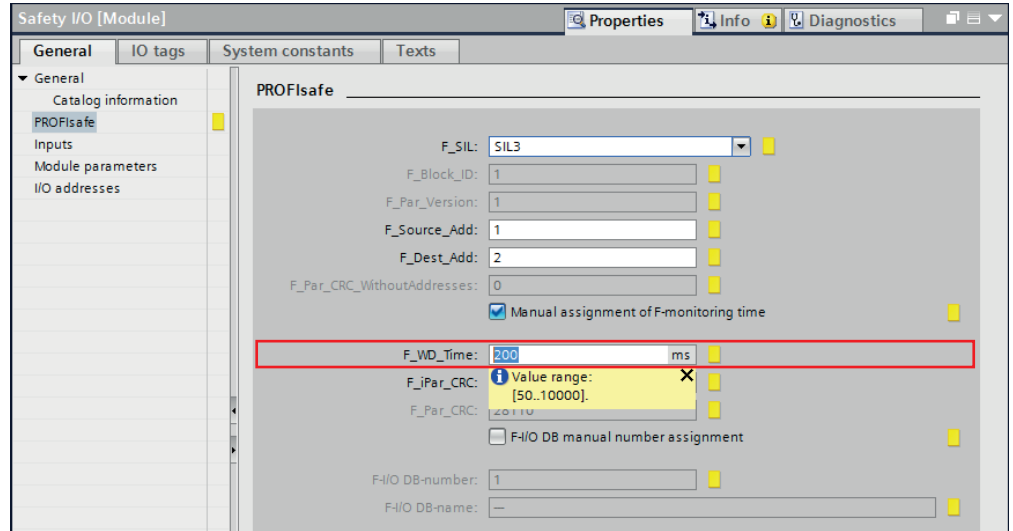 Safety I/O [Module]
Properties
Info
Diagnostics
General
IO tags
System constants
Texts
General
Catalog information
PROFIsafe
Inputs
Module parameters
I/O addresses
PROFIsafe
F_SIL: SIL3
F_Block_ID: 1
F_Par_Version: 1
F_Source_Add: 1
F_Dest_Add: 2
F_Par_CRC_WithoutAddresses: 0
Manual assignment of F-monitoring time
F_WD_Time: 200 ms
F_iPar_CRC:
Value range:
[50..10000].
F_Par_CRC: 28110
F-I/O DB manual number assignment
F-I/O DB-number: 1
F-I/O DB-name: —